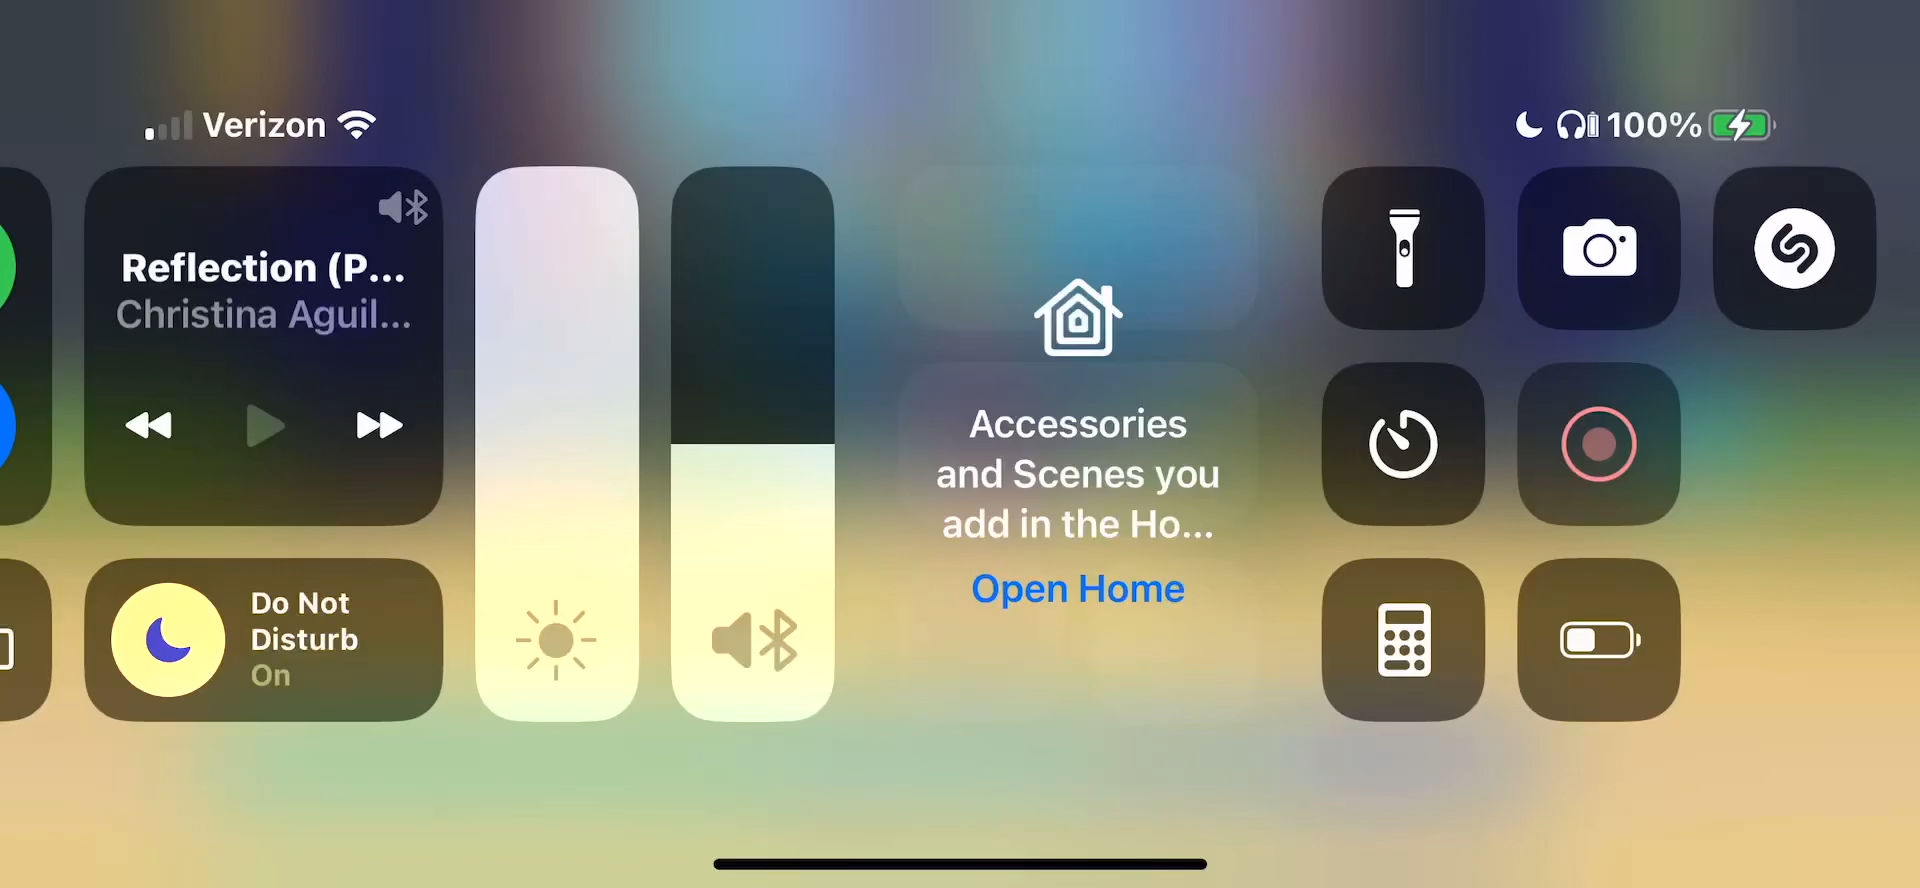 Verizon
100%
Reflection (P...
Christina Aguil...
Do Not
Disturb
On
Accessories
and Scenes you
add in the Ho...
Open Home